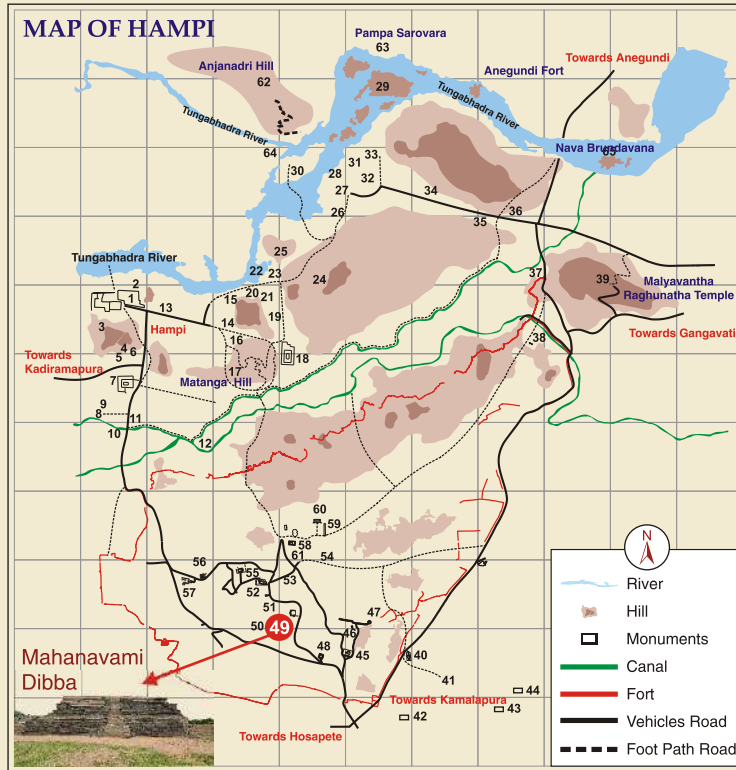 MAP OF HAMPI
Pampa Sarovara
63
Towards Anegundi
Anjanadri Hill
62
29
Anegundi Fort
Tungabhadra River
Tungabhadra River
64
Nava Brundavana
65
30
28
31
33
32
27
34
26
35
36
25
22
23
24
37
39
Malyavantha
Raghunatha Temple
Tungabhadra River
2
1
13
15
20
21
19
14
16
18
17
Matanga Hill
Hampi
3
4
5
6
Towards
Kadiramapura
7
Towards Gangavati
38
9
8
11
10
12
60
59
58
61
54
56
55
57
52
53
51
50
49
47
46
48
45
40
41
44
43
42
Mahanavami
Dibba
Towards Kamalapura
Towards Hosapete
N
River
Hill
Monuments
Canal
Fort
Vehicles Road
Foot Path Road